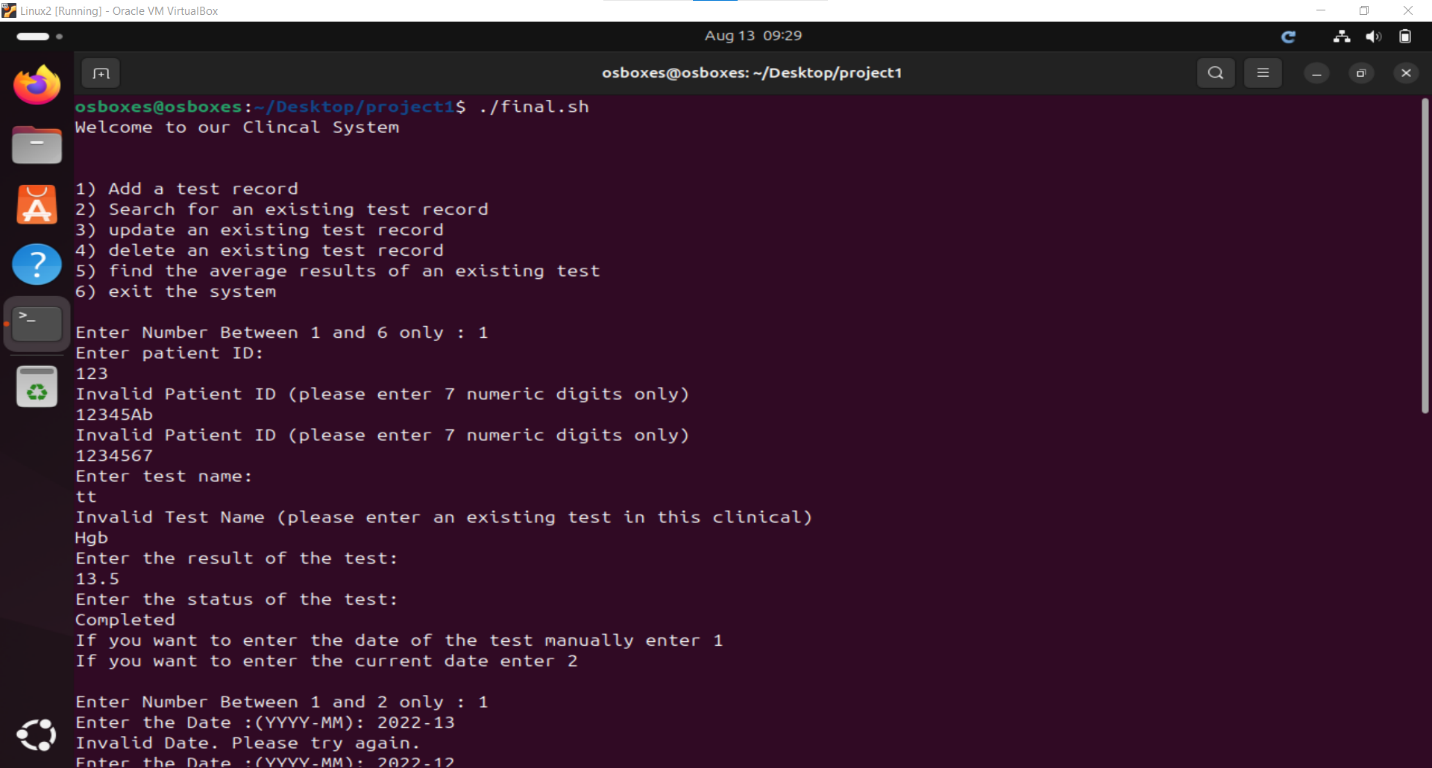 Linux2 [Running] - Oracle VM VirtualBox
Aug 13 09:29
osboxes@osboxes: ~/Desktop/project1
osboxes@osboxes:~/Desktop/project1$ ./final.sh
Welcome to our Clincal System
1) Add a test record
2) Search for an existing test record
3) update an existing test record
4) delete an existing test record
5) find the average results of an existing test
6) exit the system
Enter Number Between 1 and 6 only : 1
Enter patient ID:
123
Invalid Patient ID (please enter 7 numeric digits only)
12345Ab
Invalid Patient ID (please enter 7 numeric digits only)
1234567
Enter test name:
tt
Invalid Test Name (please enter an existing test in this clinical)
Hgb
Enter the result of the test:
13.5
Enter the status of the test:
Completed
If you want to enter the date of the test manually enter 1
If you want to enter the current date enter 2
Enter Number Between 1 and 2 only : 1
Enter the Date :(YYYY-MM): 2022-13
Invalid Date. Please try again.
Enter the Date :(YYYY-MM): 2022-12